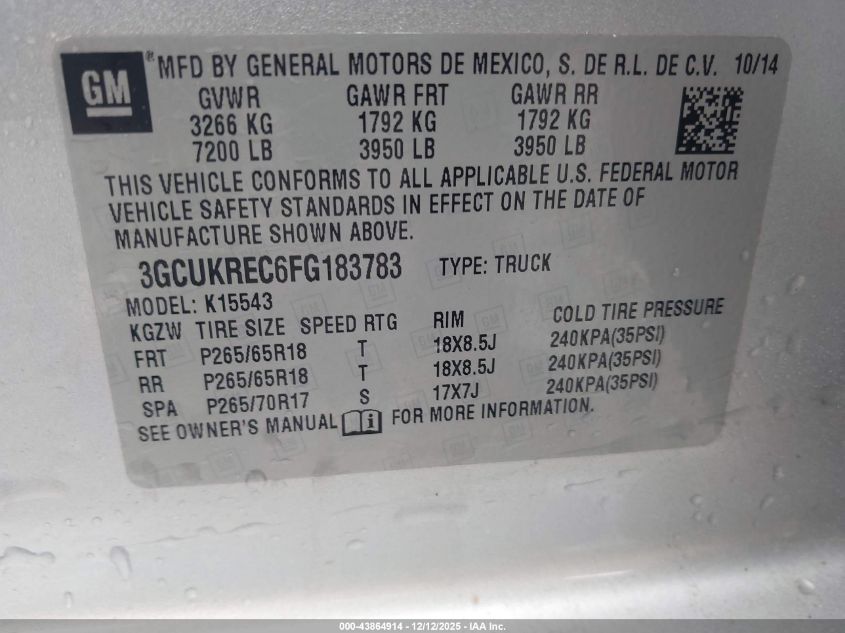 GM ® MFD BY GENERAL MOTORS DE MEXICO, S. DE R.L. DE C.V. 10/14
GVWR GAWR FRT GAWR RR
3266 KG 1792 KG 1792 KG
7200 LB 3950 LB 3950 LB
THIS VEHICLE CONFORMS TO ALL APPLICABLE U.S. FEDERAL MOTOR
VEHICLE SAFETY STANDARDS IN EFFECT ON THE DATE OF
MANUFACTURE SHOWN ABOVE.
3GCUKREC6FG183783 TYPE: TRUCK
MODEL: K15543
KGZW TIRE SIZE SPEED RTG RIM COLD TIRE PRESSURE
FRT P265/65R18 T 18X8.5J 240KPA(35PSI)
RR P265/65R18 T 18X8.5J 240KPA(35PSI)
SPA P265/70R17 S 17X7J 240KPA(35PSI)
SEE OWNER'S MANUAL i FOR MORE INFORMATION.
000-43864914 - 12/12/2025 - IAA Inc.